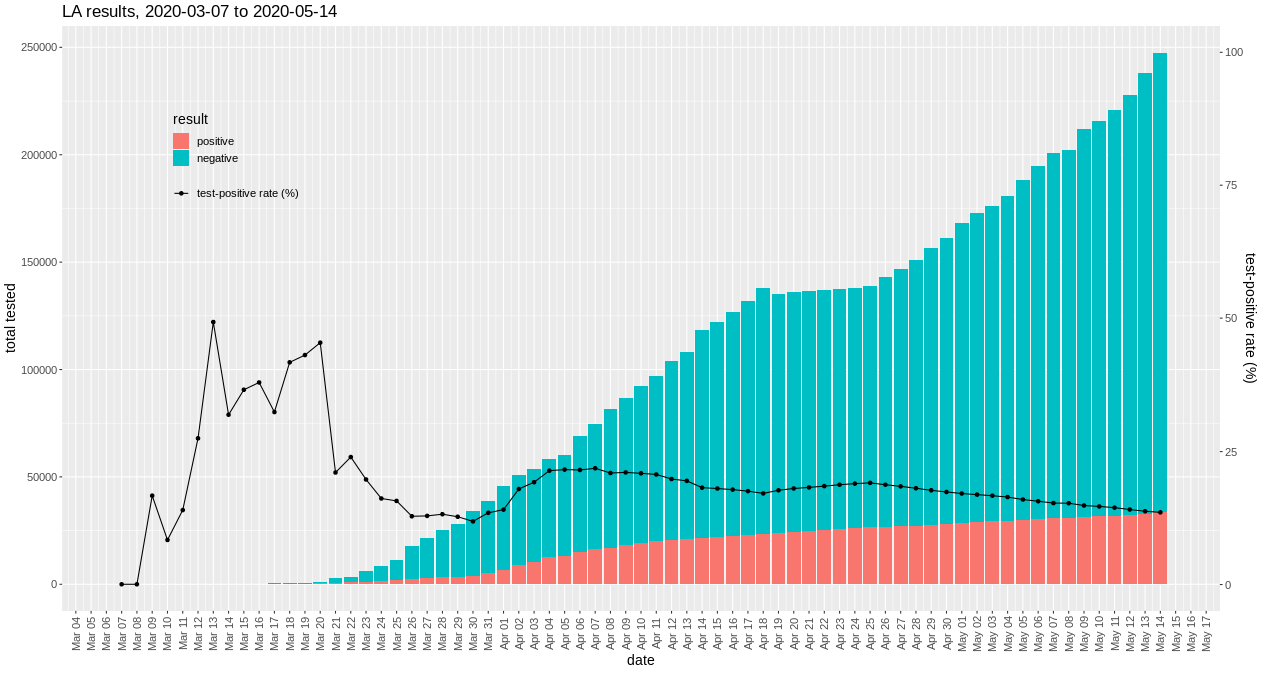 LA results, 2020-03-07 to 2020-05-14
250000
200000
150000
100000
50000
0
total tested
result
positive
negative
test-positive rate (%)
100
75
50
25
0
test-positive rate (%)
Mar 04
Mar 05
Mar 06
Mar 07
Mar 08
Mar 09
Mar 10
Mar 11
Mar 12
Mar 13
Mar 14
Mar 15
Mar 16
Mar 17
Mar 18
Mar 19
Mar 20
Mar 21
Mar 22
Mar 23
Mar 24
Mar 25
Mar 26
Mar 27
Mar 28
Mar 29
Mar 30
Mar 31
Apr 01
Apr 02
Apr 03
Apr 04
Apr 05
Apr 06
Apr 07
Apr 08
Apr 09
Apr 10
Apr 11
Apr 12
Apr 13
Apr 14
Apr 15
Apr 16
Apr 17
Apr 18
Apr 19
Apr 20
Apr 21
Apr 22
Apr 23
Apr 24
Apr 25
Apr 26
Apr 27
Apr 28
Apr 29
Apr 30
May 01
May 02
May 03
May 04
May 05
May 06
May 07
May 08
May 09
May 10
May 11
May 12
May 13
May 14
May 15
May 16
May 17
date